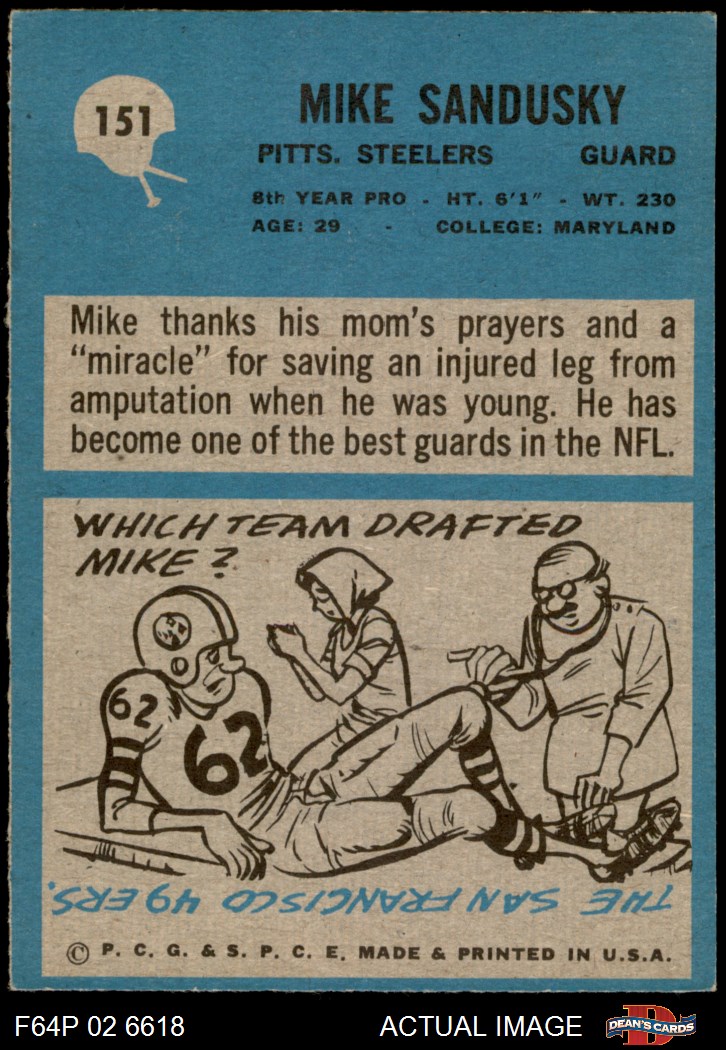 151
MIKE SANDUSKY
PITTS. STEELERS GUARD
8th YEAR PRO - HT. 6'1" - WT. 230
AGE: 29 - COLLEGE: MARYLAND
Mike thanks his mom's prayers and a
"miracle" for saving an injured leg from
amputation when he was young. He has
become one of the best guards in the NFL.
WHICH TEAM DRAFTED
MIKE?
62
62
THE SAN FRANCISCO 49ERS.
© P. C. G. & S. P. C. E. MADE & PRINTED IN U.S.A.
F64P 02 6618 ACTUAL IMAGE D DEAN'S CARDS